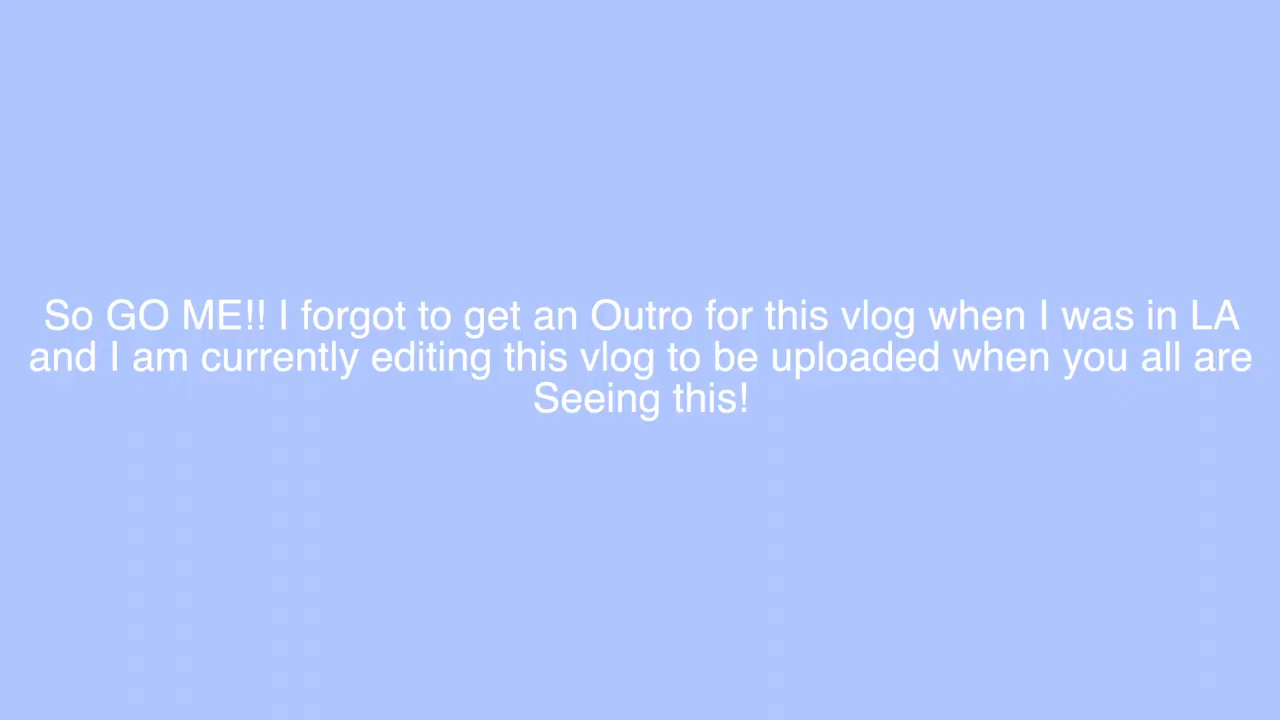 So GO ME!! I forgot to get an Outro for this vlog when I was in LA
and I am currently editing this vlog to be uploaded when you all are
Seeing this!